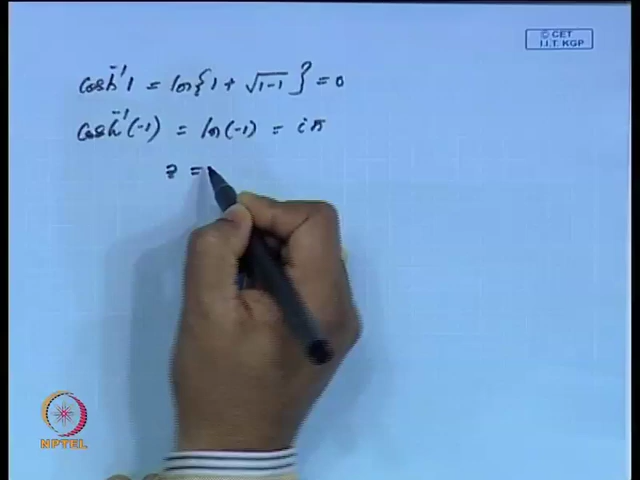 © CET
I.I.T. KGP
cosh⁻¹1 = ln{1 + √1-1} = 0
cosh⁻¹(-1) = ln(-1) = iπ
z =
NPTEL